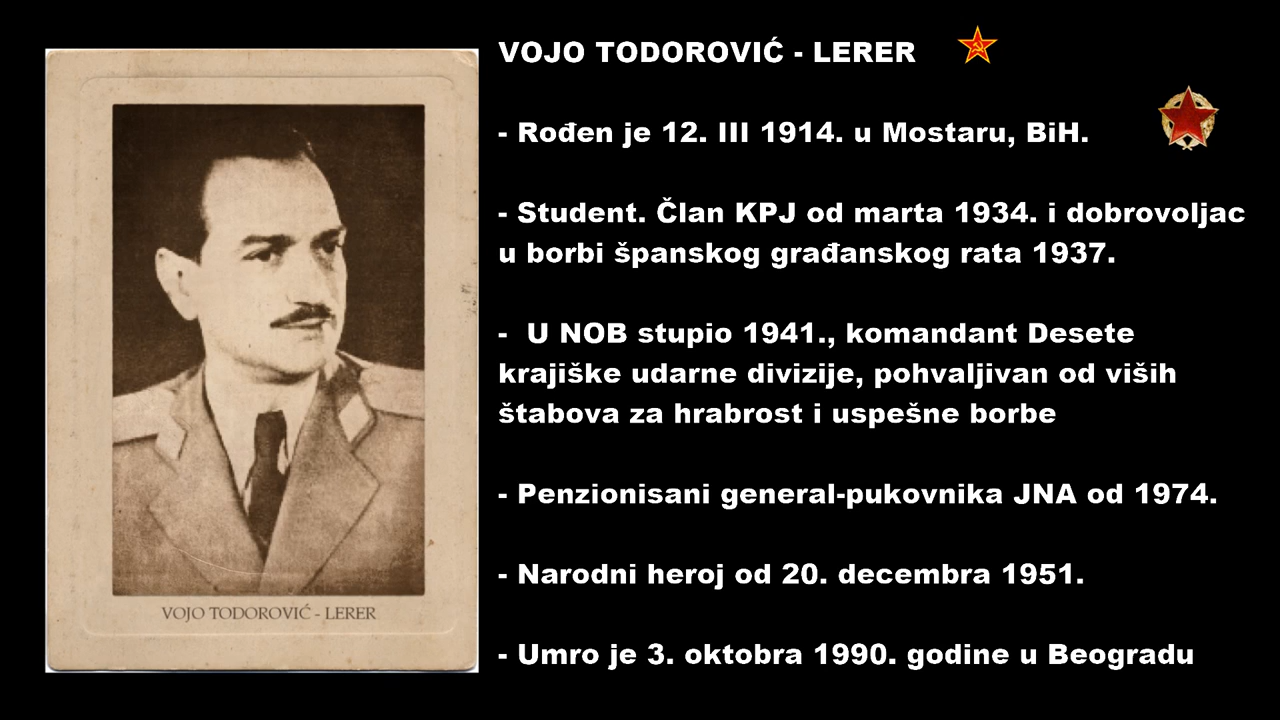 VOJO TODOROVIĆ - LERER
- Rođen je 12. III 1914. u Mostaru, BiH.
- Student. Član KPJ od marta 1934. i dobrovoljac
u borbi španskog građanskog rata 1937.
- U NOB stupio 1941., komandant Desete
krajiške udarne divizije, pohvaljivan od viših
štabova za hrabrost i uspešne borbe
- Penzionisani general-pukovnika JNA od 1974.
- Narodni heroj od 20. decembra 1951.
- Umro je 3. oktobra 1990. godine u Beogradu
VOJO TODOROVIĆ - LERER